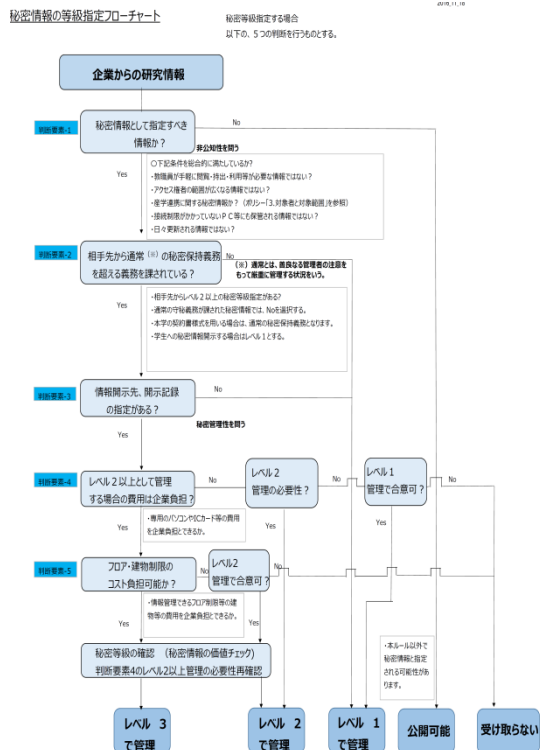 2016,11,18
秘密情報の等級指定フローチャート
秘密等級指定する場合
以下の、5つの判断を行うものとする。
企業からの研究情報
判断要素-1
秘密情報として指定すべき
情報か?
No
非公知性を問う
Yes
〇下記条件を総合的に満たしているか?
・教職員が手軽に閲覧・持出・利用等が必要な情報ではない?
・アクセス権者の範囲が広くなる情報ではない?
・産学連携に関する秘密情報か?(ポリシー「3.対象者と対象範囲」を参照)
・接続制限がかかっていないPC等にも保管される情報ではない?
・日々更新される情報ではない?
判断要素-2
相手先から通常(※)の秘密保持義務
を超える義務を課されている?
No
(※)通常とは、善良なる管理者の注意を
もって厳重に管理する状況をいう。
Yes
・相手先からレベル2以上の秘密等級指定がある?
・通常の守秘義務が課された秘密情報では、Noを選択する。
・本学の契約書様式を用いる場合は、通常の秘密保持義務となります。
・学生への秘密情報開示する場合はレベル1とする。
判断要素-3
情報開示先、開示記録
の指定がある?
No
秘密管理性を問う
Yes
判断要素-4
レベル2以上として管理
する場合の費用は企業負担?
No
レベル2
管理の必要性?
No
レベル1
管理で合意可?
No
Yes
・専用のパソコンやICカード等の費用
を企業負担とできるか。
Yes
Yes
判断要素-5
フロア・建物制限の
コスト負担可能か?
No
レベル2
管理で合意可?
No
Yes
・情報管理できるフロア制限等の建
物等の費用を企業負担とできるか。
Yes
秘密等級の確認 (秘密情報の価値チェック)
判断要素4のレベル2以上管理の必要性再確認
・本ルール以外で
秘密情報と指定
される可能性があ
ります。
レベル 3
で管理
レベル 2
で管理
レベル 1
で管理
公開可能
受け取らない